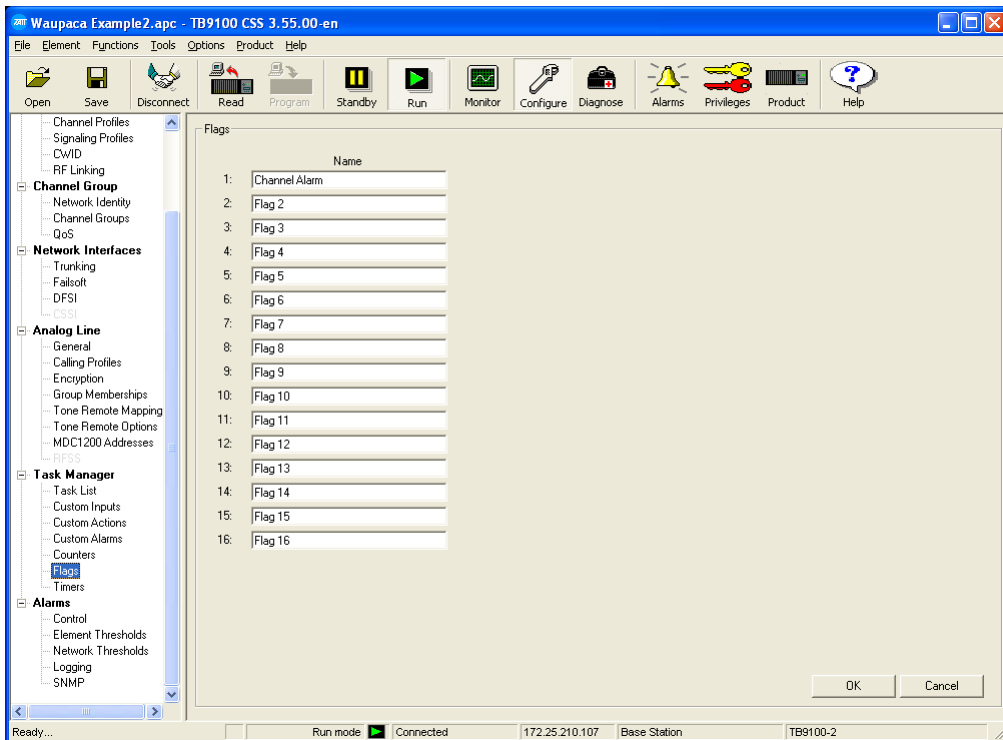 TAIT Waupaca Example2.apc - TB9100 CSS 3.55.00-en
File Element Functions Tools Options Product Help
Open Save Disconnect Read Program Standby Run Monitor Configure Diagnose Alarms Privileges Product Help
Channel Profiles
Signaling Profiles
CWID
RF Linking
Channel Group
Network Identity
Channel Groups
QoS
Network Interfaces
Trunking
Failsoft
DFSI
CSSI
Analog Line
General
Calling Profiles
Encryption
Group Memberships
Tone Remote Mapping
Tone Remote Options
MDC1200 Addresses
RFSS
Task Manager
Task List
Custom Inputs
Custom Actions
Custom Alarms
Counters
Flags
Timers
Alarms
Control
Element Thresholds
Network Thresholds
Logging
SNMP
Flags
Name
1: Channel Alarm
2: Flag 2
3: Flag 3
4: Flag 4
5: Flag 5
6: Flag 6
7: Flag 7
8: Flag 8
9: Flag 9
10: Flag 10
11: Flag 11
12: Flag 12
13: Flag 13
14: Flag 14
15: Flag 15
16: Flag 16
OK Cancel
Ready... Run mode Connected 172.25.210.107 Base Station TB9100-2